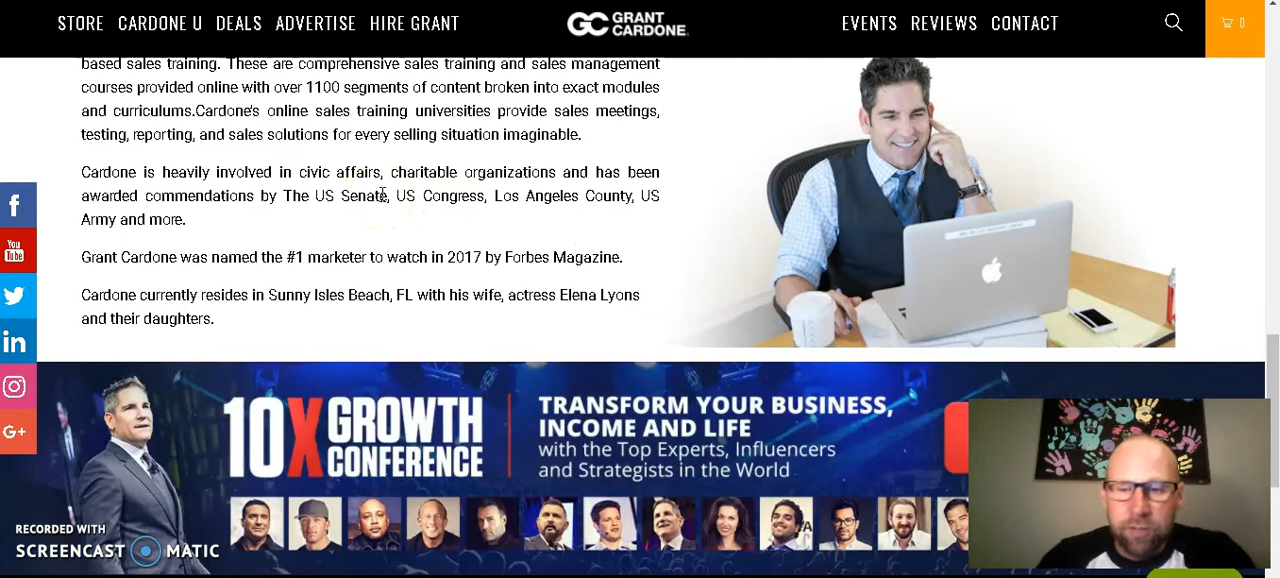 STORE CARDONE U DEALS ADVERTISE HIRE GRANT
GC GRANT CARDONE
EVENTS REVIEWS CONTACT
0
based sales training. These are comprehensive sales training and sales management
courses provided online with over 1100 segments of content broken into exact modules
and curriculums.Cardone's online sales training universities provide sales meetings,
testing, reporting, and sales solutions for every selling situation imaginable.
Cardone is heavily involved in civic affairs, charitable organizations and has been
awarded commendations by The US Senate, US Congress, Los Angeles County, US
Army and more.
Grant Cardone was named the #1 marketer to watch in 2017 by Forbes Magazine.
Cardone currently resides in Sunny Isles Beach, FL with his wife, actress Elena Lyons
and their daughters.
f
You
Tube
in
G+
10X GROWTH
CONFERENCE
TRANSFORM YOUR BUSINESS,
INCOME AND LIFE
with the Top Experts, Influencers
and Strategists in the World
RECORDED WITH
SCREENCAST MATIC